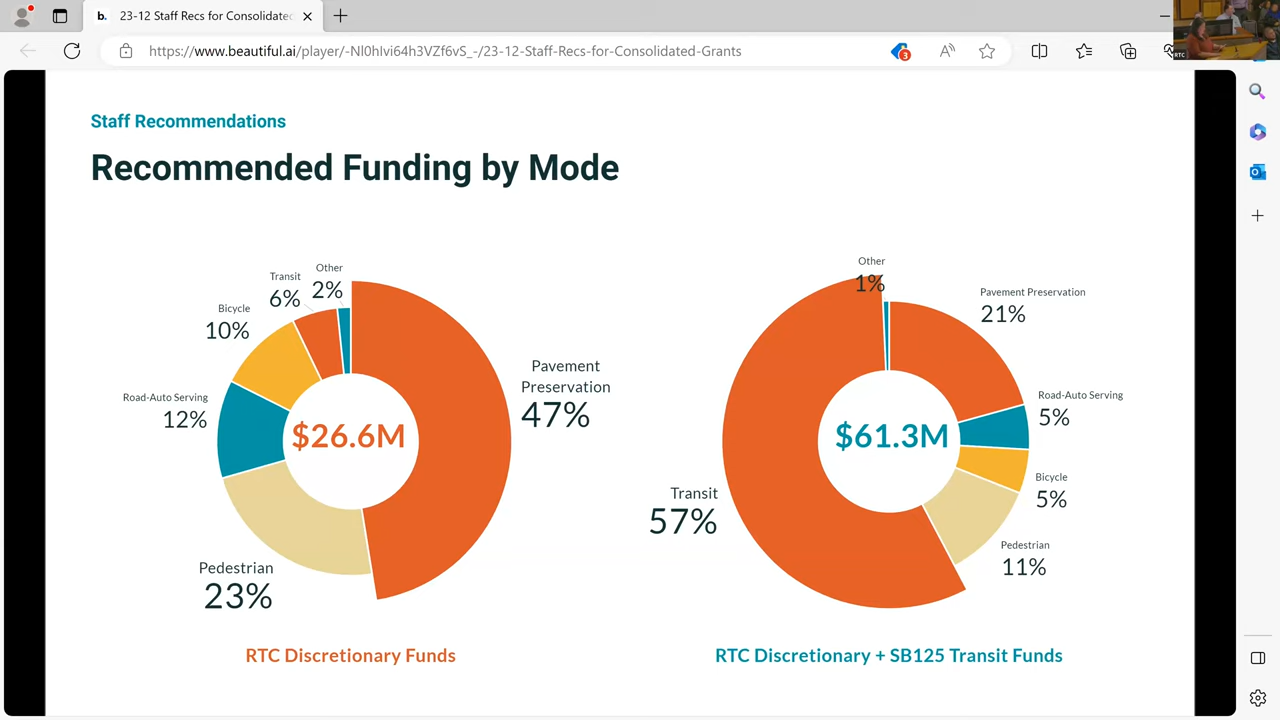 b. 23-12 Staff Recs for Consolidated
https://www.beautiful.ai/player/-Nl0hIvi64h3VZf6vS_-/23-12-Staff-Recs-for-Consolidated-Grants
3
RTC
Staff Recommendations
Recommended Funding by Mode
Other
2%
Transit
6%
Bicycle
10%
Road-Auto Serving
12%
Pedestrian
23%
Pavement
Preservation
47%
$26.6M
RTC Discretionary Funds
Other
1%
Pavement Preservation
21%
Road-Auto Serving
5%
Bicycle
5%
Pedestrian
11%
Transit
57%
$61.3M
RTC Discretionary + SB125 Transit Funds